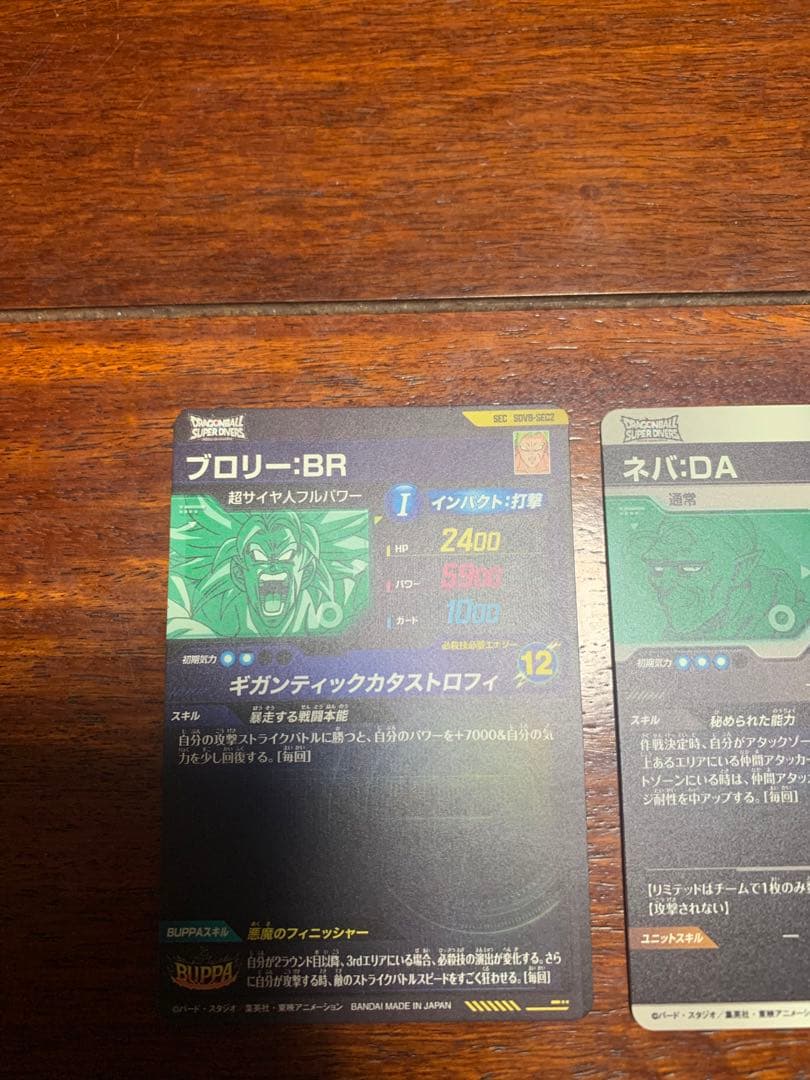 DRAGONBALL
SUPER DIVERS
SEC SDV8-SEC2
ブロリー:BR
超サイヤ人フルパワー
I インパクト:打撃
HP 2400
パワー 5900
ガード 1000
初期気力
必殺技必要エナジー
12
ギガンティックカタストロフィ
スキル 暴走する戦闘本能
自分の攻撃ストライクバトルに勝つと、自分のパワーを+7000&自分の気
力を少し回復する。[毎回]
BUPPAスキル 悪魔のフィニッシャー
BUPPA
自分が2ラウンド目以降、3rdエリアにいる場合、必殺技の演出が変化する。さら
に自分が攻撃する時、敵のストライクバトルスピードをすごく狂わせる。[毎回]
©バード・スタジオ/集英社・東映アニメーション BANDAI MADE IN JAPAN
DRAGONBALL
SUPER DIVERS
ネバ:DA
通常
初期気力
スキル 秘められた能力
作戦決定時、自分がアタックゾー
上あるエリアにいる仲間アタッカー
トゾーンにいる時は、仲間アタッ
ジ耐性を中アップする。[毎回]
[リミテッドはチームで1枚のみ
[攻撃されない]
ユニットスキル
©バード・スタジオ/集英社・東映アニメーシ